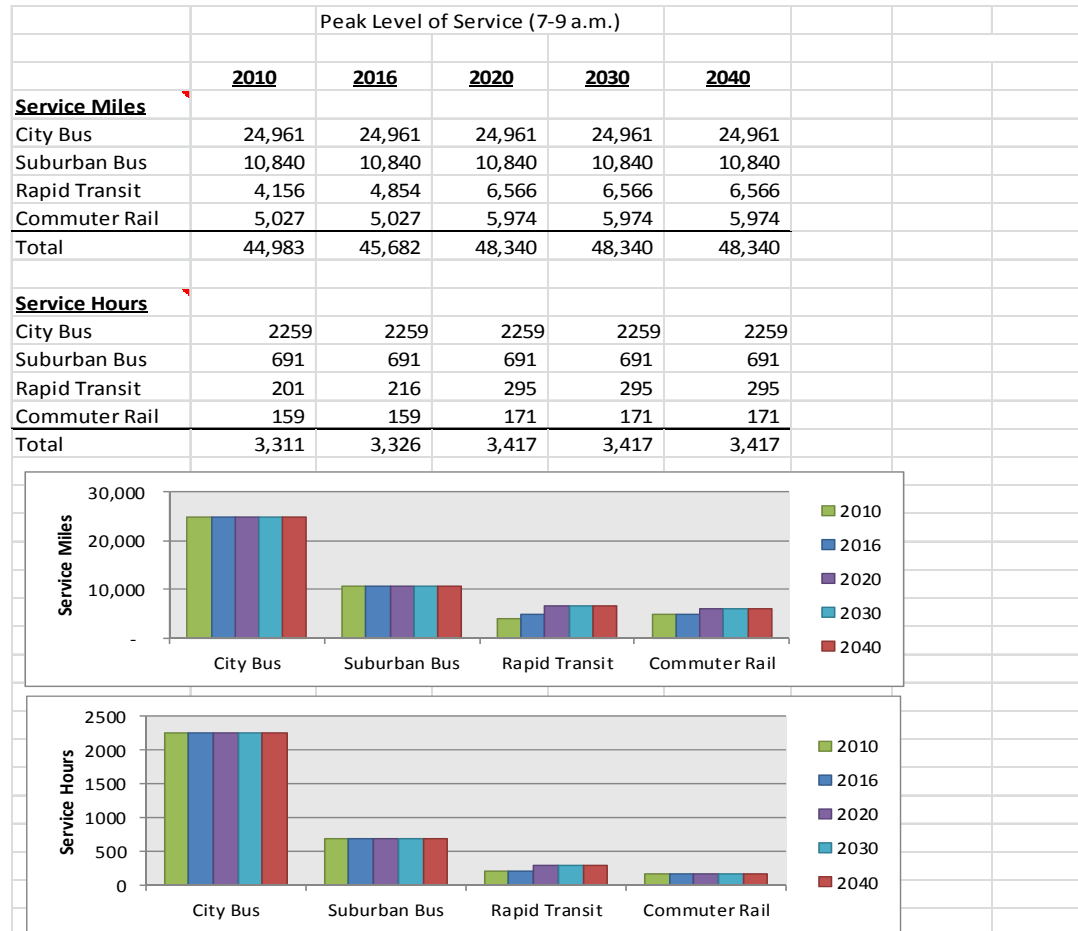 Peak Level of Service (7-9 a.m.)
2010 2016 2020 2030 2040
Service Miles
City Bus 24,961 24,961 24,961 24,961 24,961
Suburban Bus 10,840 10,840 10,840 10,840 10,840
Rapid Transit 4,156 4,854 6,566 6,566 6,566
Commuter Rail 5,027 5,027 5,974 5,974 5,974
Total 44,983 45,682 48,340 48,340 48,340
Service Hours
City Bus 2259 2259 2259 2259 2259
Suburban Bus 691 691 691 691 691
Rapid Transit 201 216 295 295 295
Commuter Rail 159 159 171 171 171
Total 3,311 3,326 3,417 3,417 3,417
Service Miles
30,000
20,000
10,000
-
City Bus Suburban Bus Rapid Transit Commuter Rail
2010
2016
2020
2030
2040
Service Hours
2500
2000
1500
1000
500
0
City Bus Suburban Bus Rapid Transit Commuter Rail
2010
2016
2020
2030
2040